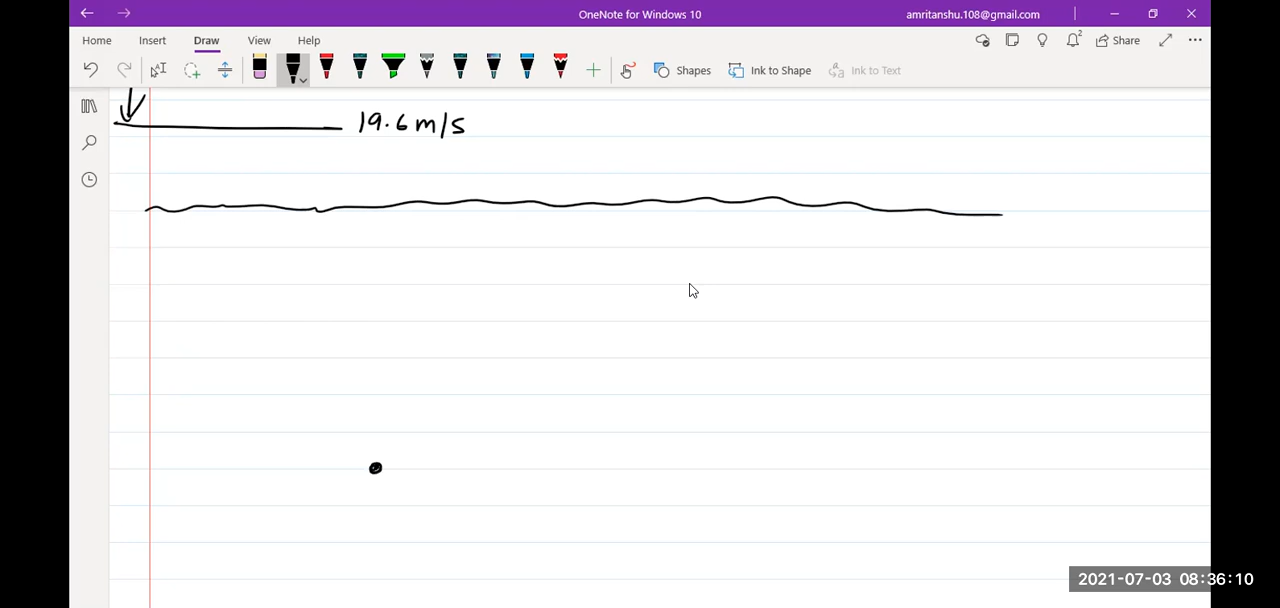 OneNote for Windows 10
amritanshu.108@gmail.com
Home Insert Draw View Help
2
Share
Shapes
Ink to Shape
Ink to Text
19.6 m/s
2021-07-03 08:36:10